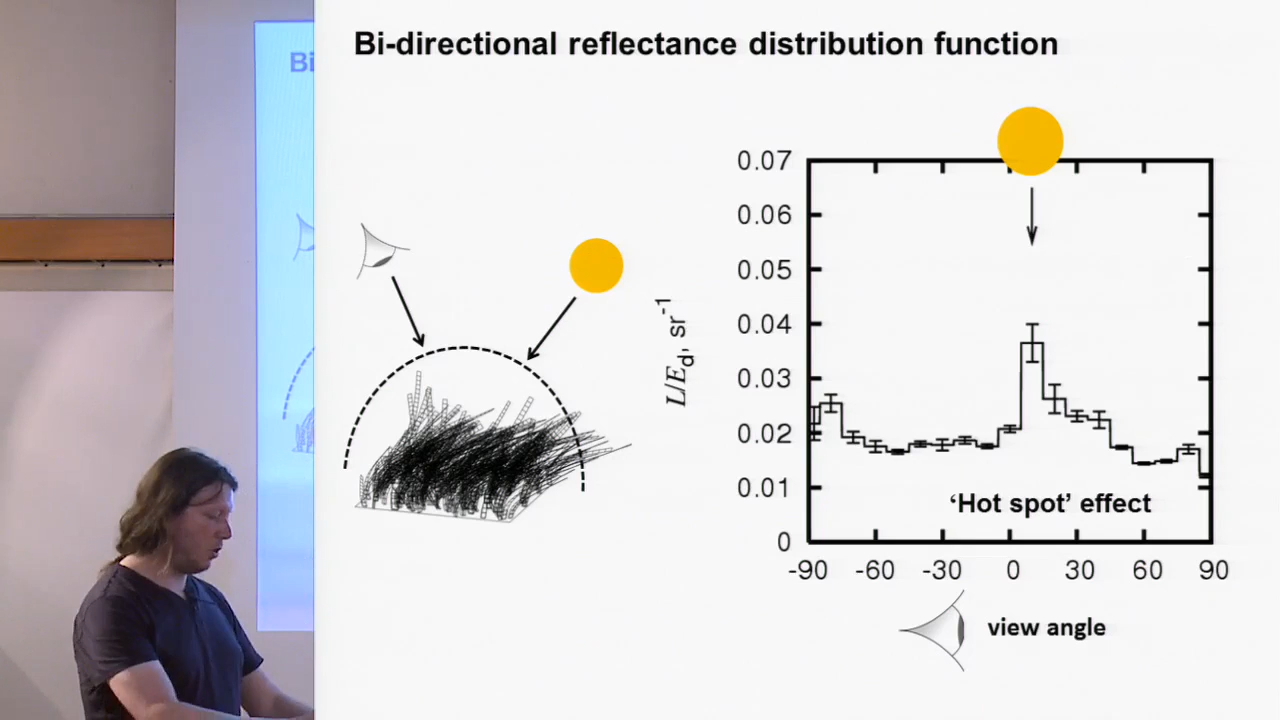 Bi-directional reflectance distribution function
Bi
0.07
0.06
0.05
0.04
0.03
0.02
0.01
0
L/Ed, sr-1
'Hot spot' effect
-90 -60 -30 0 30 60 90
view angle